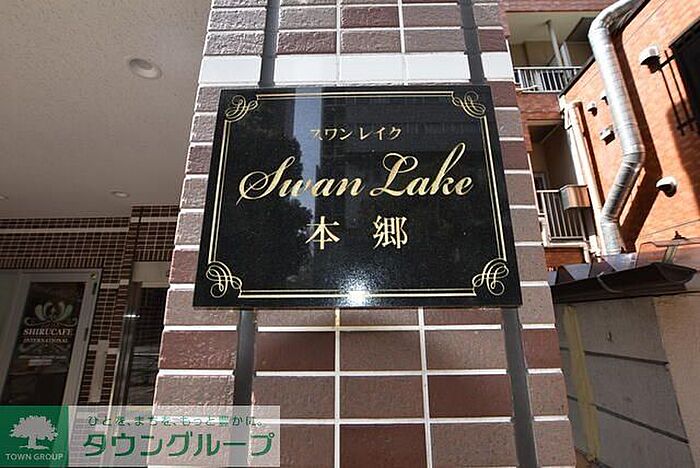 スワンレイク
Swan Lake
本郷
SHIRUCAFE
INTERNATIONAL
TOWN GROUP
ひとを、まちを、もっと豊かに。
タウングループ